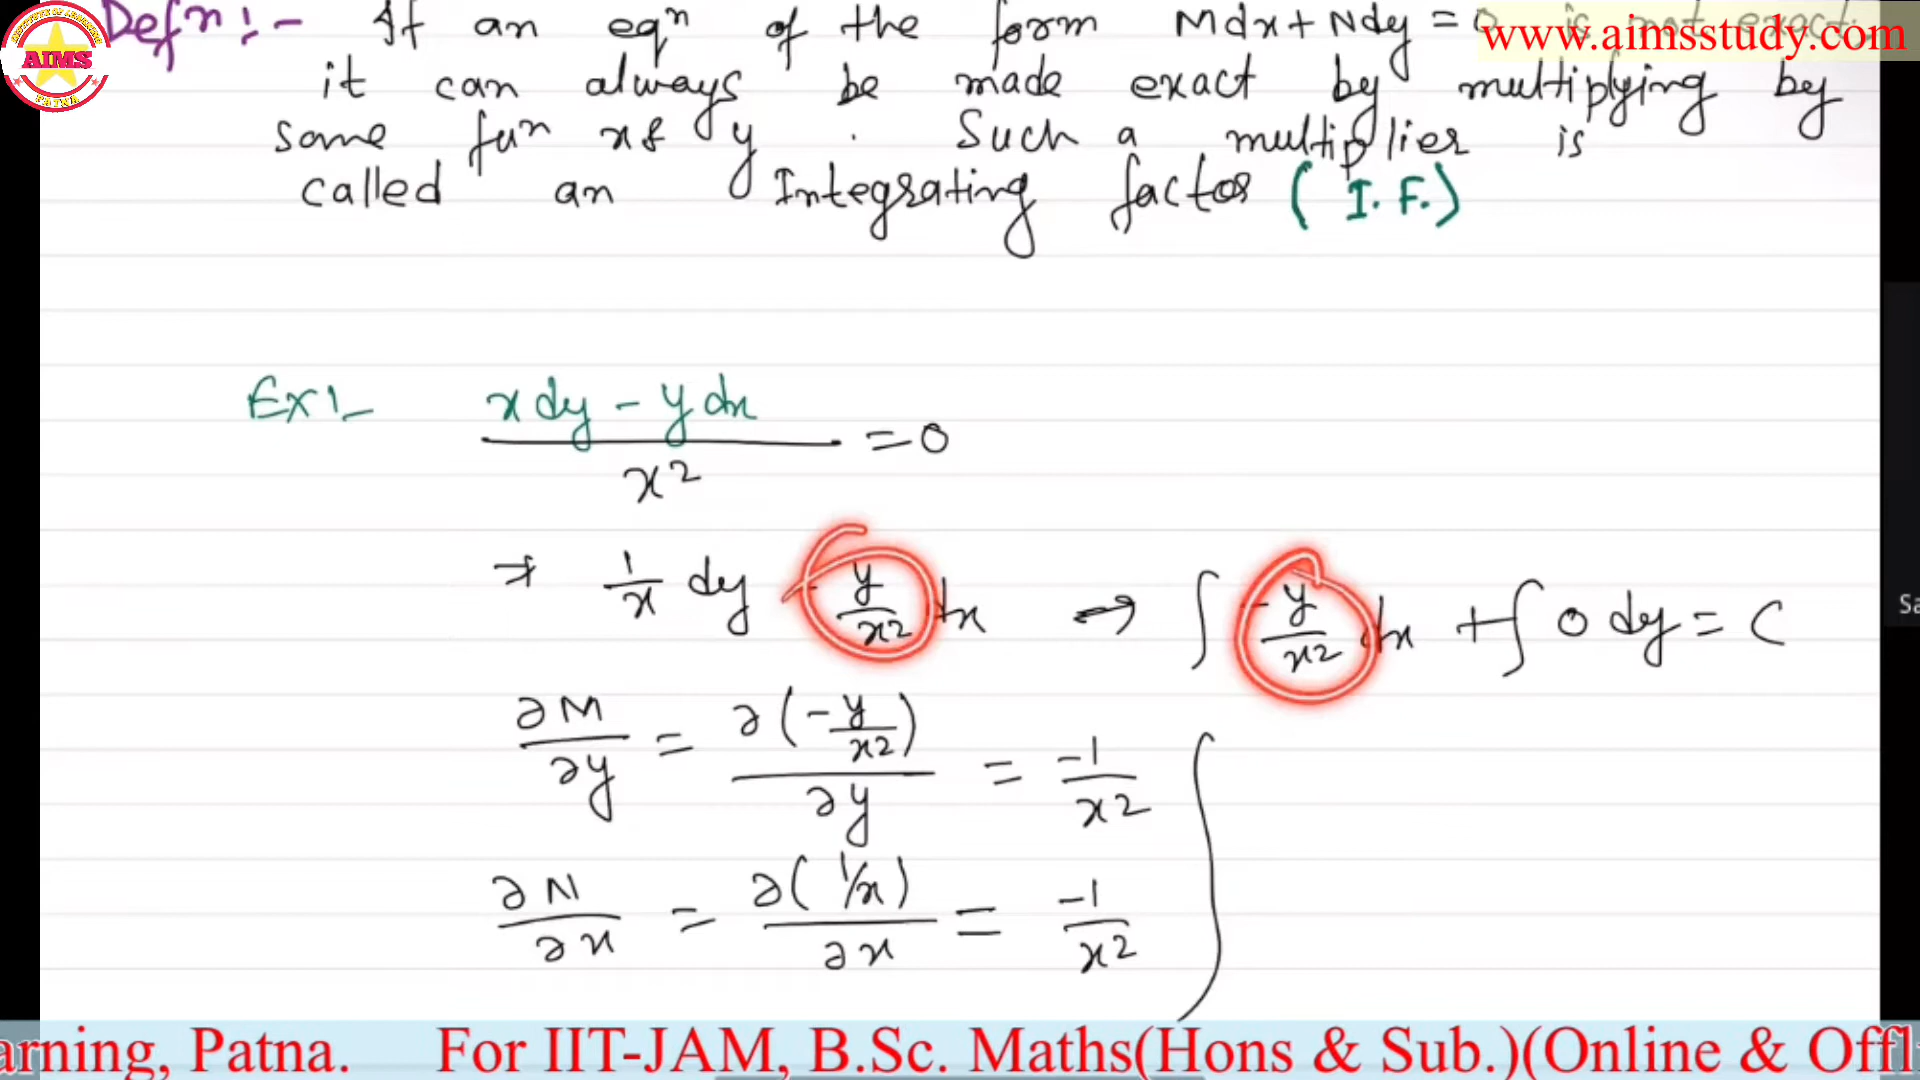 Defn:- If an eqn of the form Mdx + Ndy = 0 is not exact.
www.aimsstudy.com
AIMS
PATNA
it can always be made exact by multiplying by
some fun x & y . Such a multiplier is
called an Integrating factor (I.F.)
Ex:- x dy - y dx / x2 = 0
⇒ 1/x dy - y/x2 dx ⇒ ∫ -y/x2 dx + ∫ 0 dy = C
Sa
∂M/∂y = ∂(-y/x2)/∂y = -1/x2
∂N/∂x = ∂(1/x)/∂x = -1/x2
arning, Patna. For IIT-JAM, B.Sc. Maths(Hons & Sub.)(Online & Offl